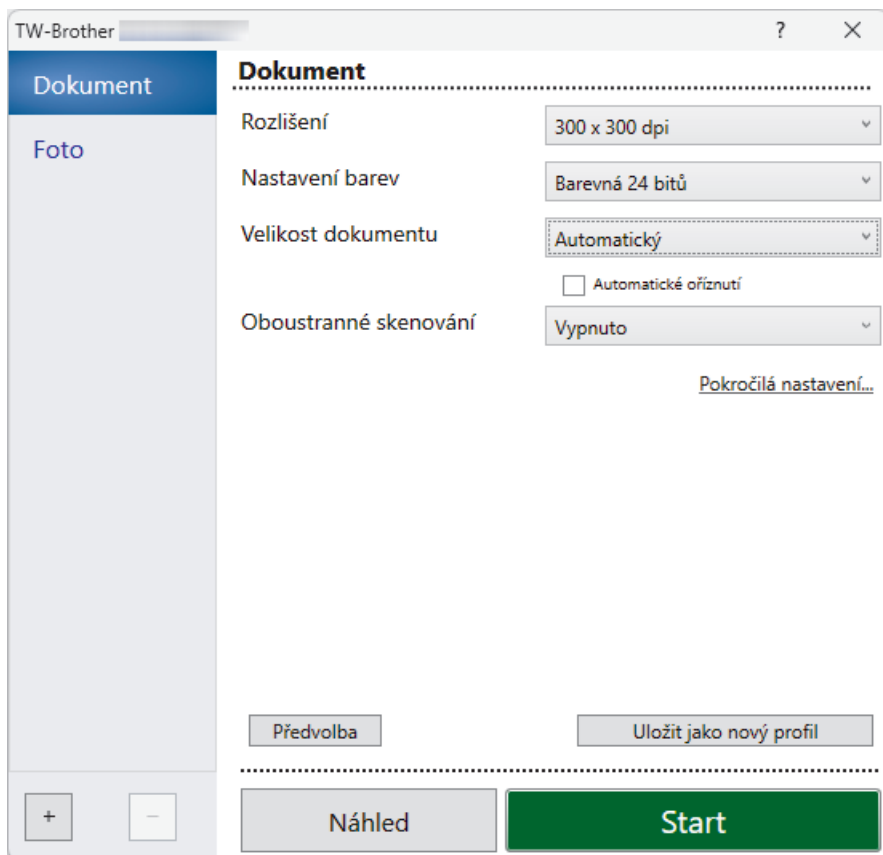 TW-Brother
?
Dokument
Foto
Dokument
Rozlišení
300 x 300 dpi
Nastavení barev
Barevná 24 bitů
Velikost dokumentu
Automatický
Automatické oříznutí
Oboustranné skenování
Vypnuto
Pokročilá nastavení...
Předvolba
Uložit jako nový profil
+
−
Náhled
Start